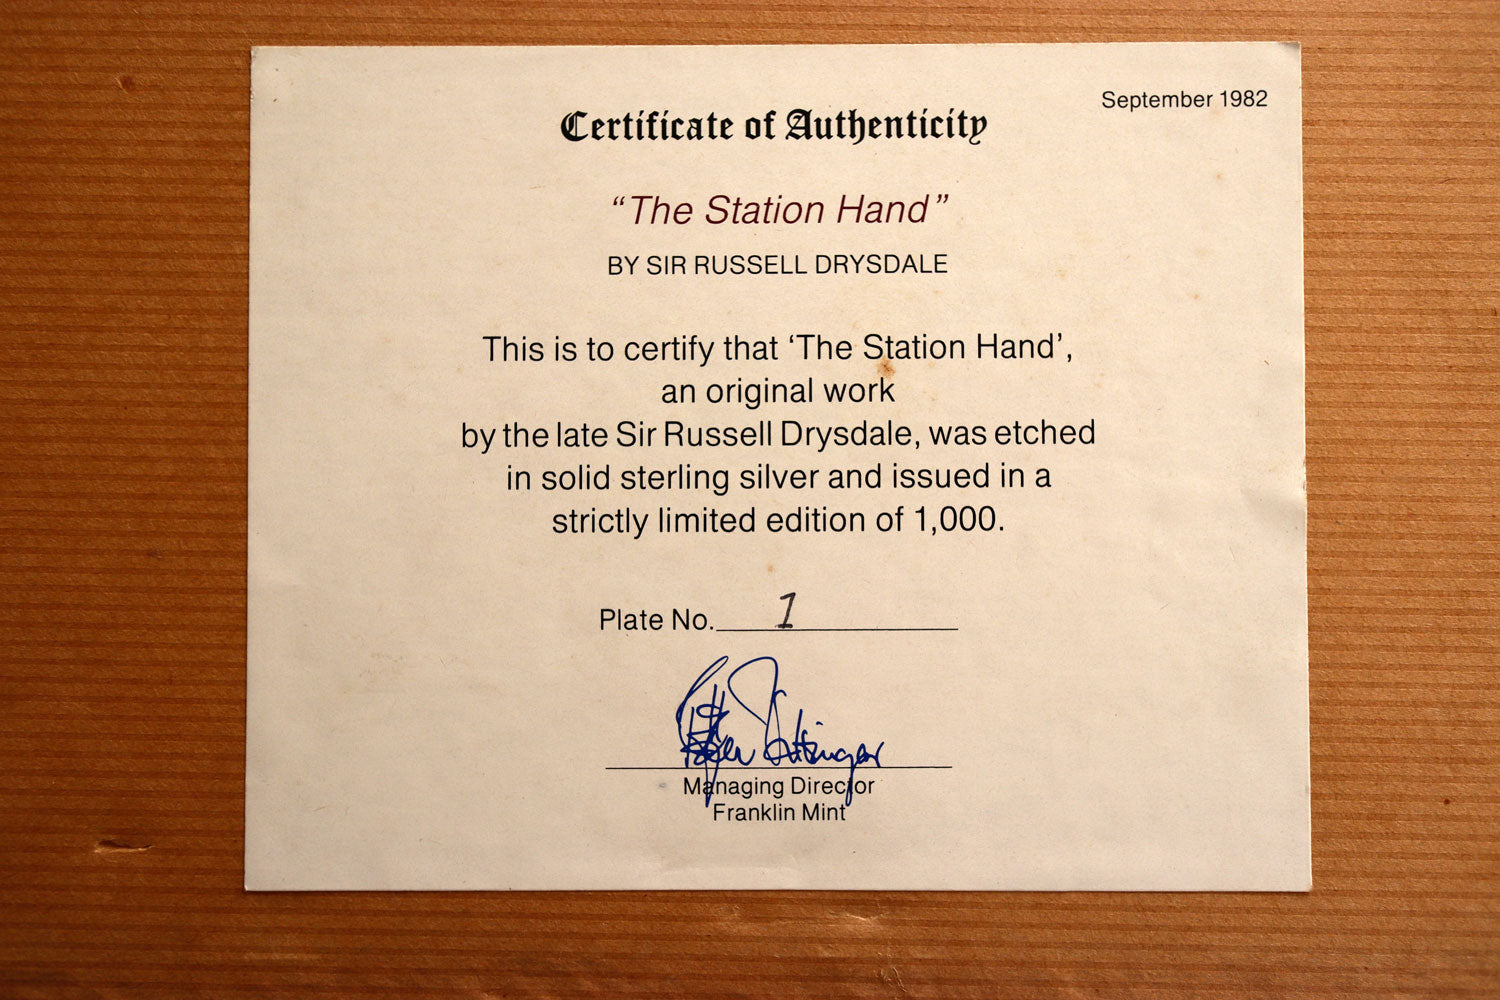 September 1982
Certificate of Authenticity
“The Station Hand”
BY SIR RUSSELL DRYSDALE
This is to certify that ‘The Station Hand’,
an original work
by the late Sir Russell Drysdale, was etched
in solid sterling silver and issued in a
strictly limited edition of 1,000.
Plate No. 1
Managing Director
Franklin Mint